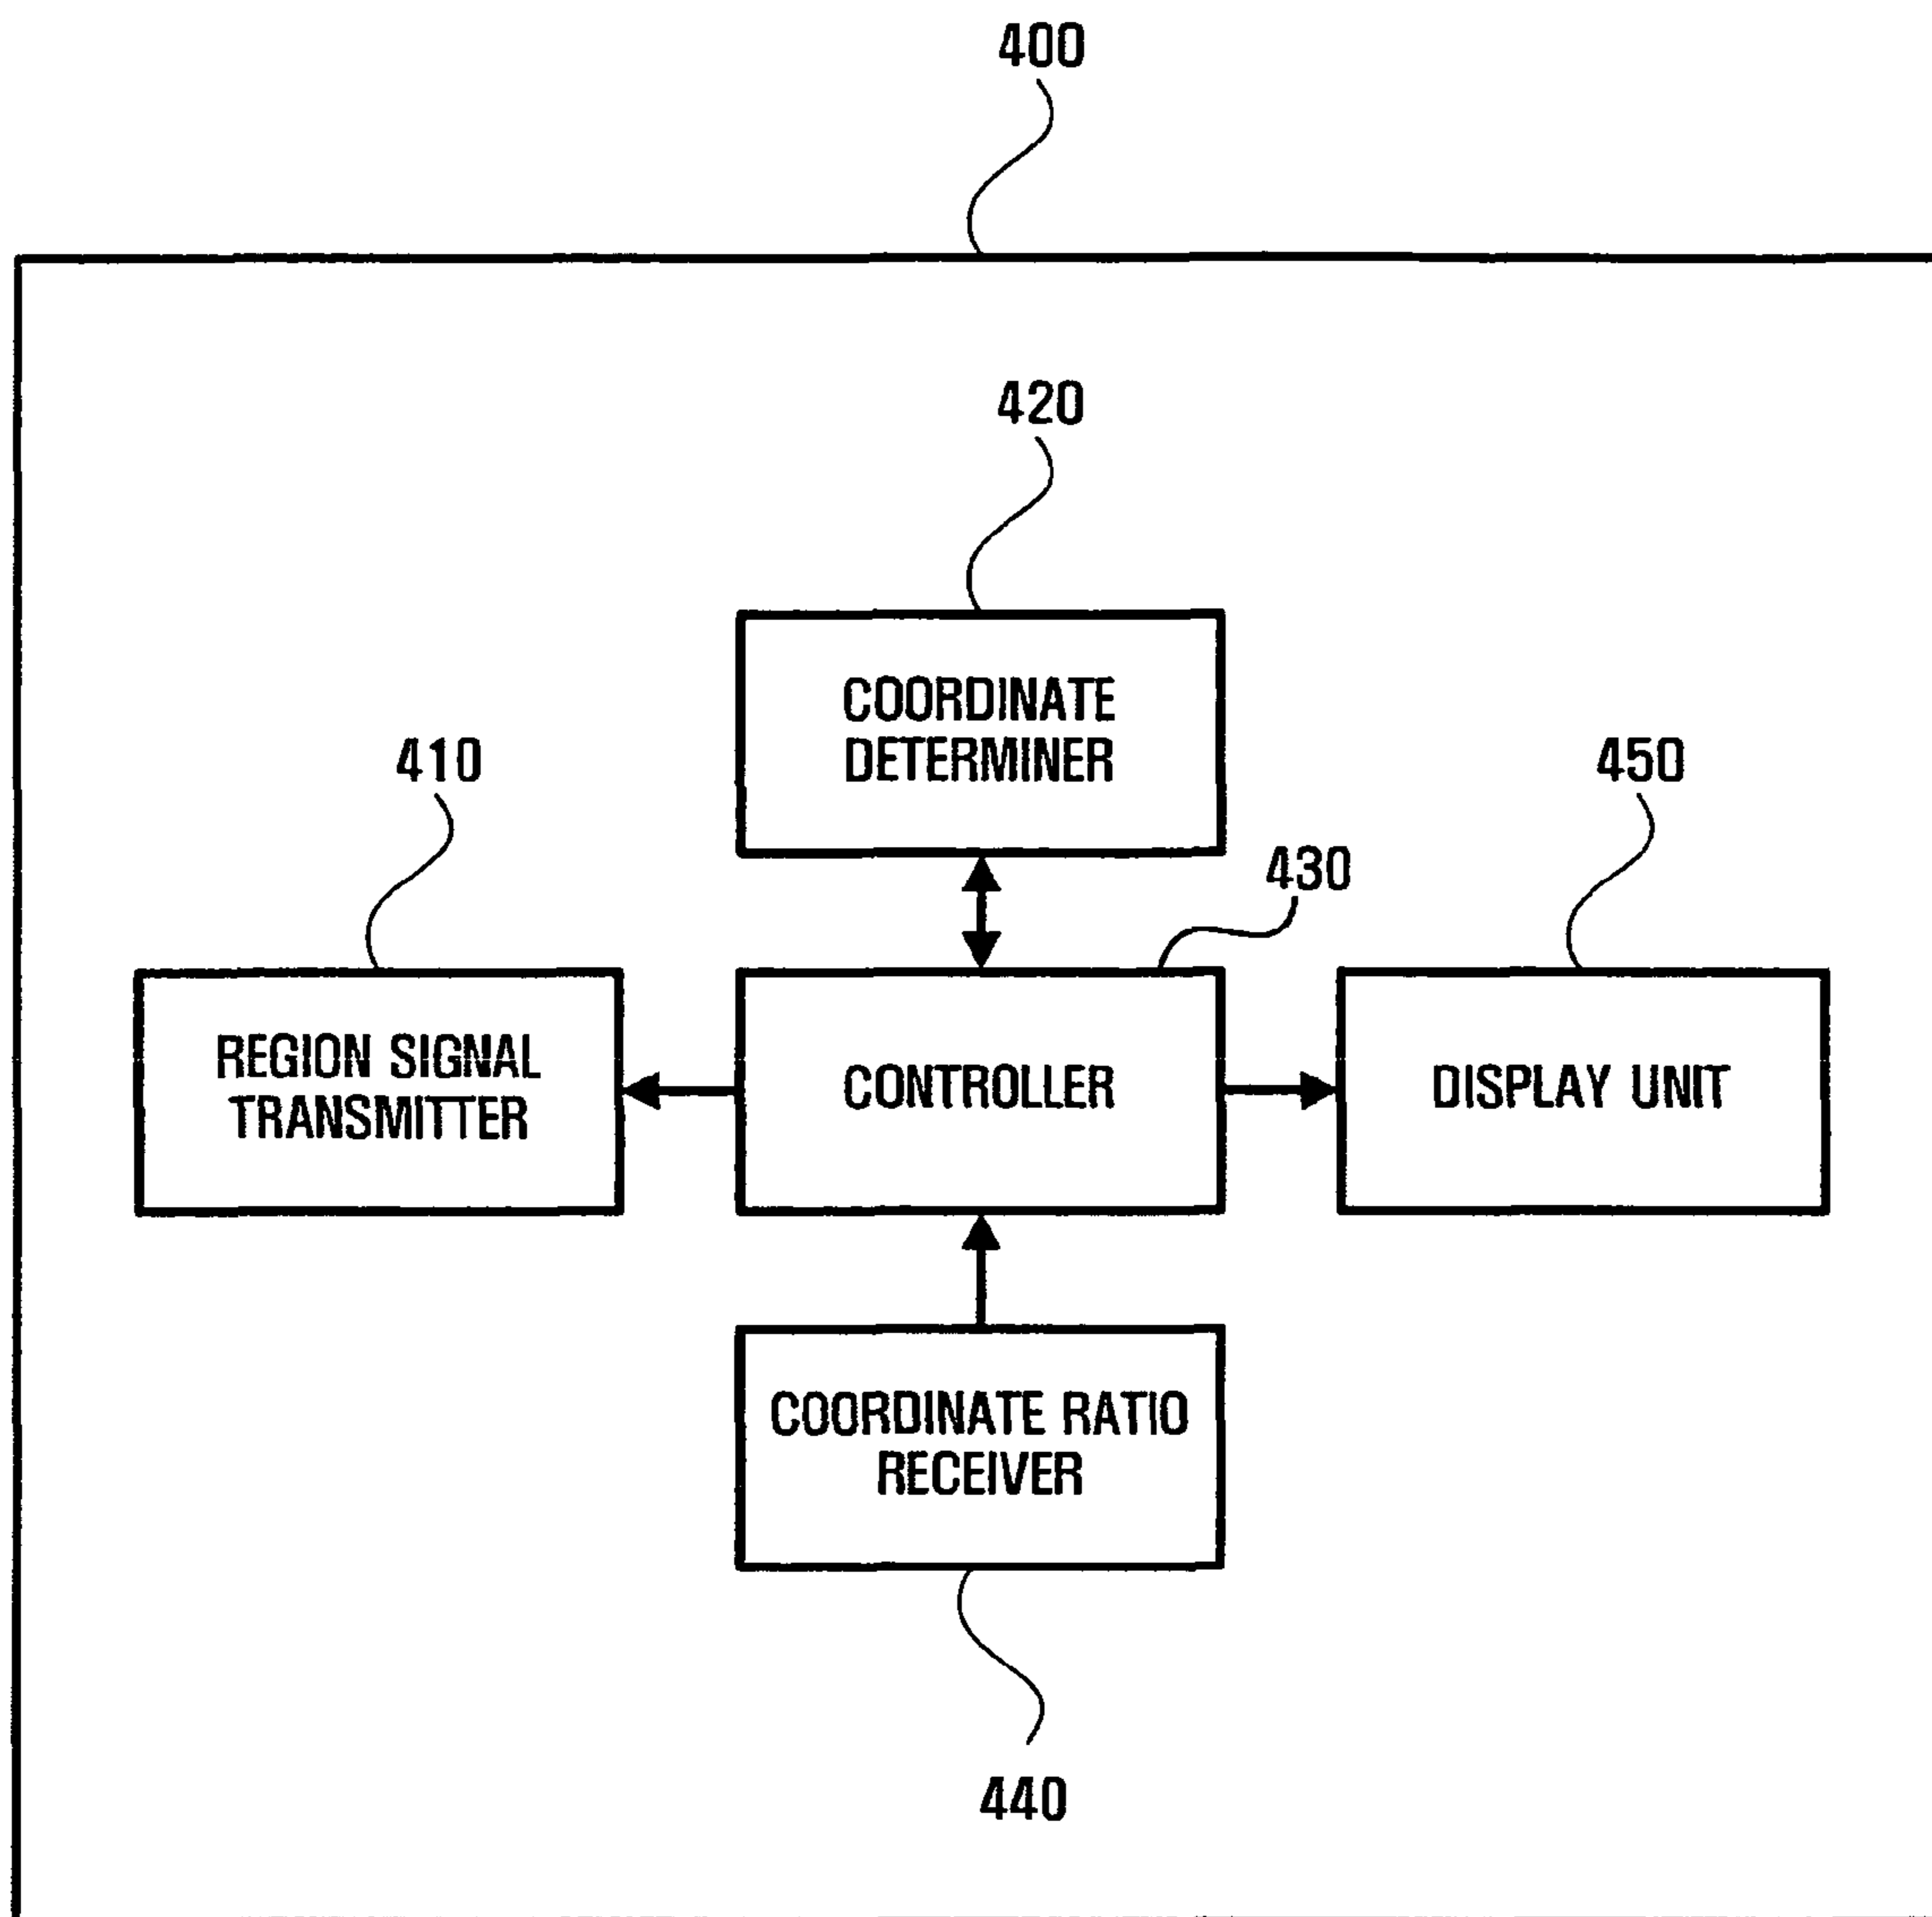 400
420
COORDINATE
DETERMINER
410
450
430
REGION SIGNAL
TRANSMITTER
CONTROLLER
DISPLAY UNIT
COORDINATE RATIO
RECEIVER
440